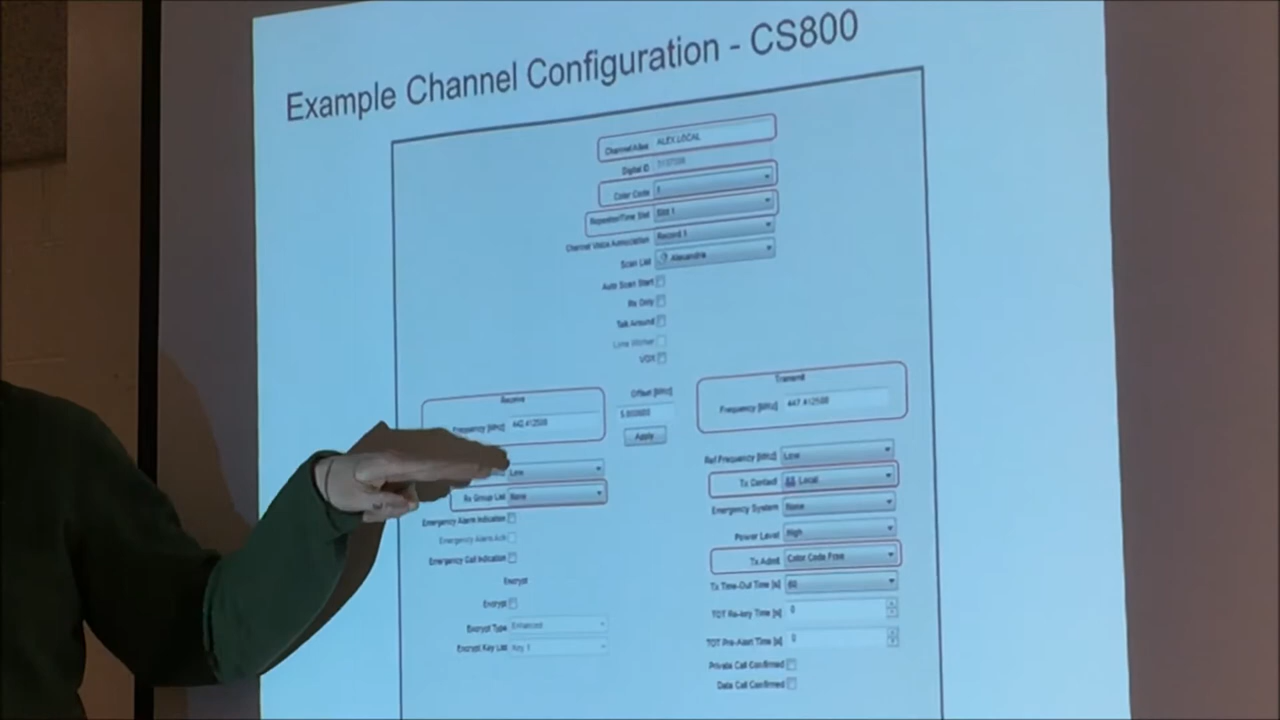 Example Channel Configuration - CS800
Channel Alias ALEX LOCAL
Digital ID
Color Code 1
Repeater/Time Slot Slot 1
Channel Voice Annunciation Record 1
Scan List Alexandria
Auto Scan Start
Rx Only
Talk Around
Lone Worker
VOX
Receive
Offset [MHz]
Transmit
Frequency [MHz] 442.412500
5.000000
Frequency [MHz] 447.412500
Apply
Low
Ref Frequency [MHz] Low
Rx Group List None
Tx Contact Local
Emergency Alarm Indication
Emergency System None
Emergency Alarm Ack
Power Level High
Emergency Call Indication
Tx Admit Color Code Free
Encrypt
Tx Time-Out Time [s] 60
Encrypt
TOT Re-key Time [s] 0
Encrypt Type Enhanced
TOT Pre-Alert Time [s] 0
Encrypt Key List Key 1
Private Call Confirmed
Data Call Confirmed